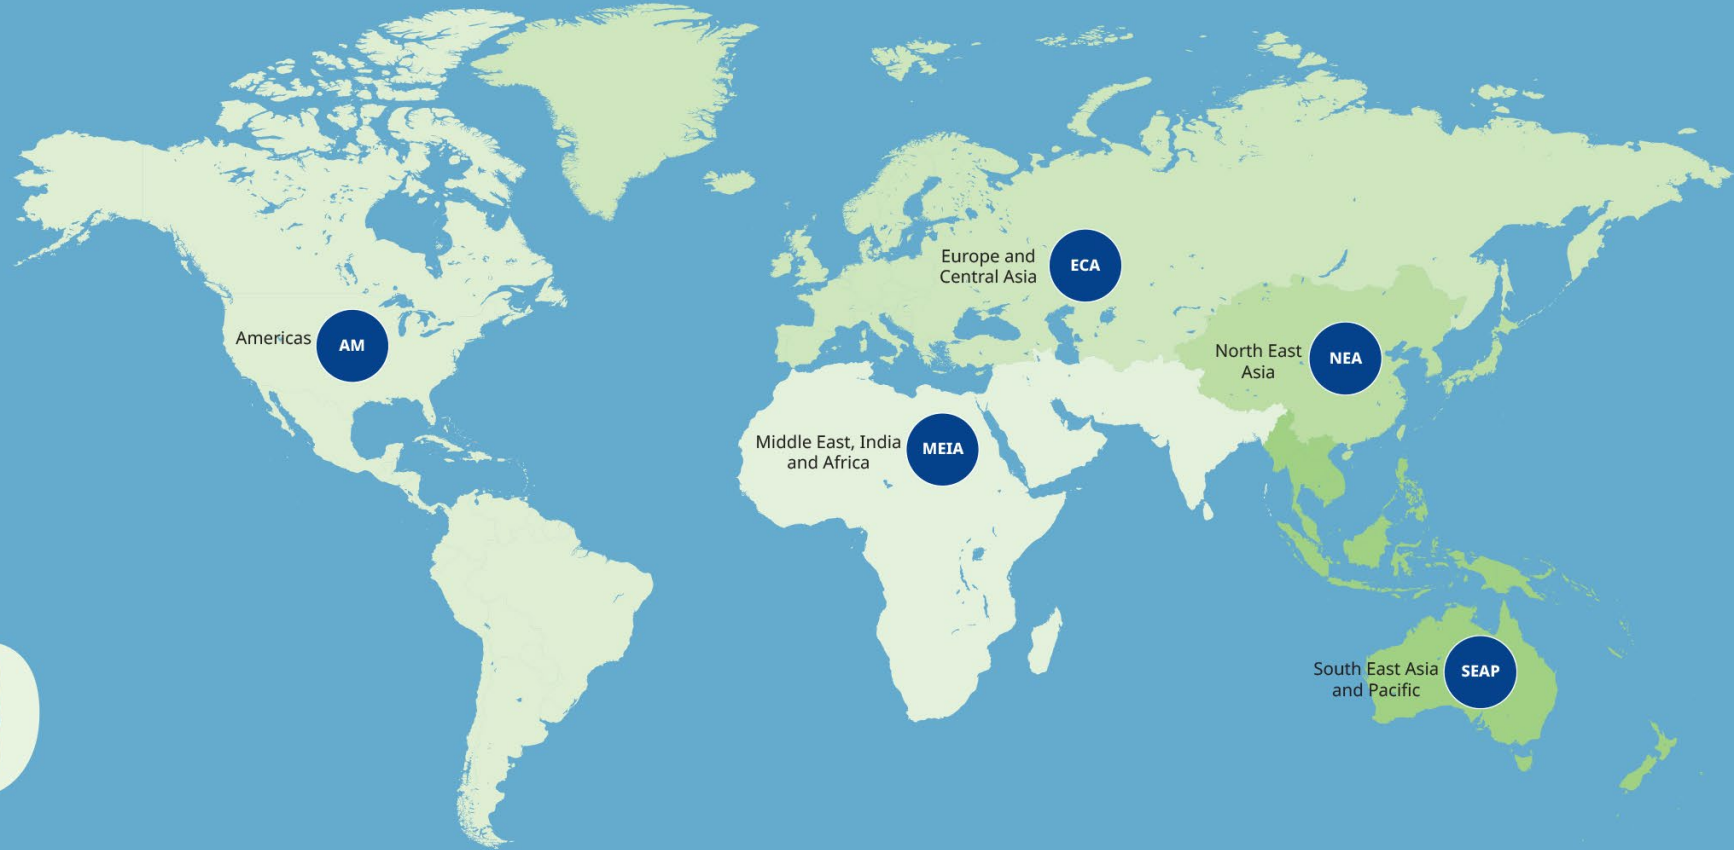 Europe and
Central Asia
ECA
Americas
AM
North East
Asia
NEA
Middle East, India
and Africa
MEIA
South East Asia
and Pacific
SEAP